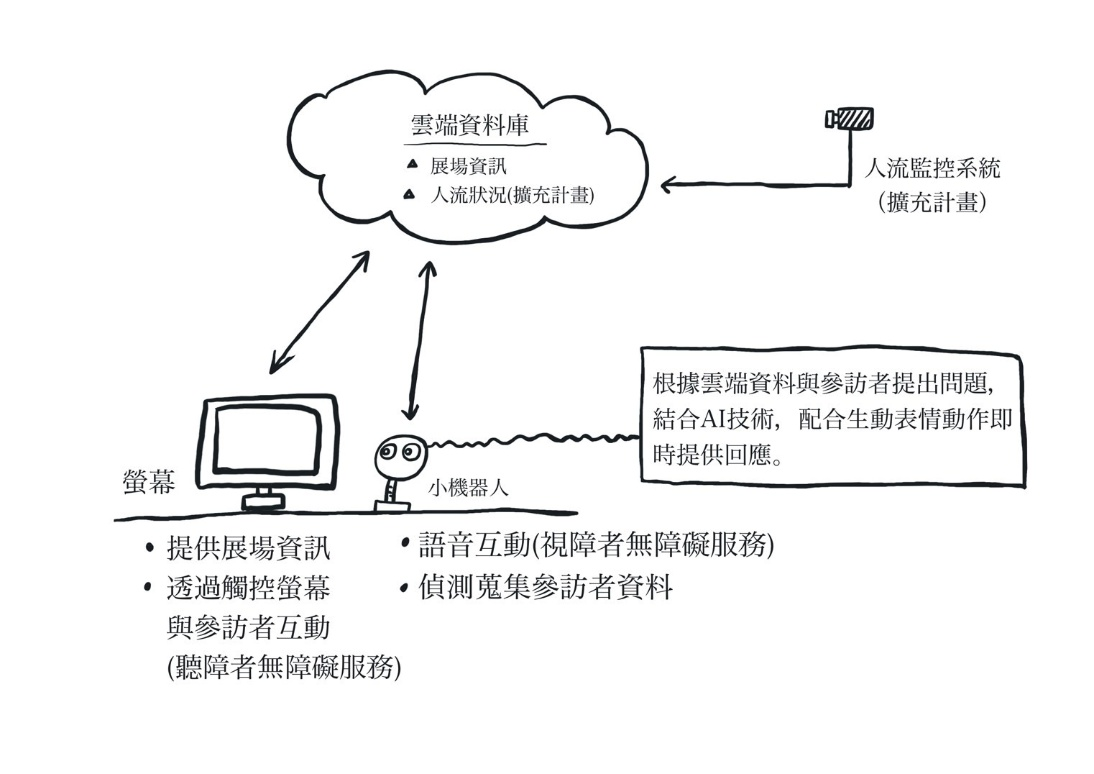 雲端資料庫
▲ 展場資訊
▲ 人流狀況(擴充計畫)
人流監控系統
（擴充計畫）
根據雲端資料與參訪者提出問題，
結合AI技術，配合生動表情動作即
時提供回應。
螢幕
小機器人
• 提供展場資訊
• 透過觸控螢幕
與參訪者互動
(聽障者無障礙服務)
• 語音互動(視障者無障礙服務)
• 偵測蒐集參訪者資料